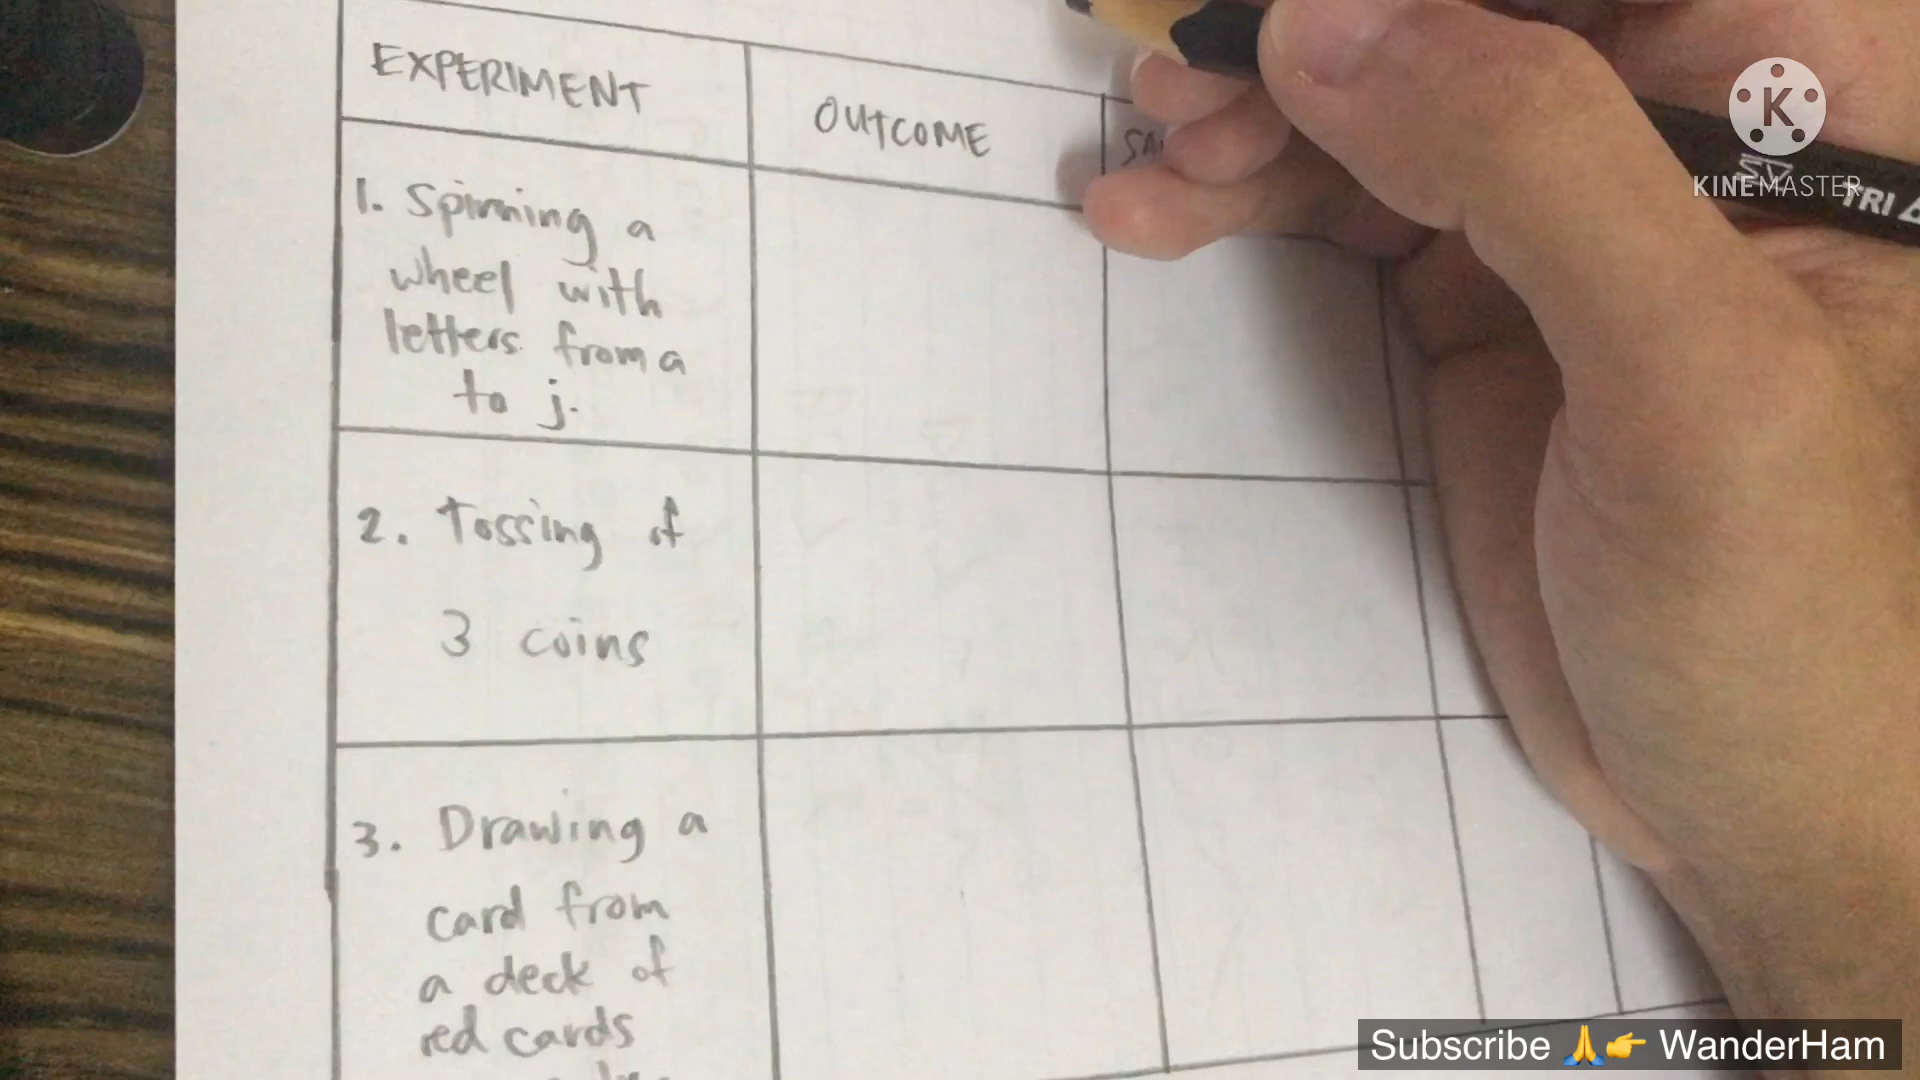 EXPERIMENT
OUTCOME
1. Spinning a
wheel with
letters from a
to j.
2. Tossing of
3 coins
3. Drawing a
card from
a deck of
red cards
K
KINEMASTER
TRI
Subscribe 🙏👉 WanderHam